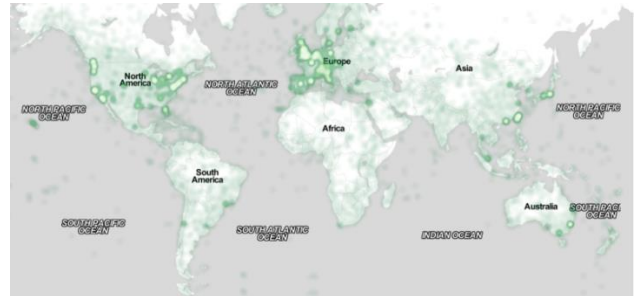 Europe
Asia
North
America
NORTH ATLANTIC
OCEAN
NORTH PACIFIC
OCEAN
NORTH PACIFIC
OCEAN
Africa
South
America
Australia
SOUTH PACI
OCEAN
SOUTH PACIFIC
OCEAN
SOUTH ATLANTIC
OCEAN
INDIAN OCEAN